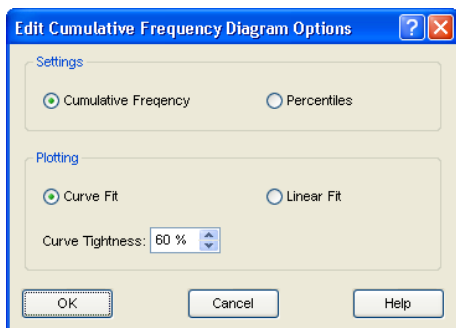 Edit Cumulative Frequency Diagram Options
Settings
Cumulative Freqency
Percentiles
Plotting
Curve Fit
Linear Fit
Curve Tightness: 60 %
OK
Cancel
Help